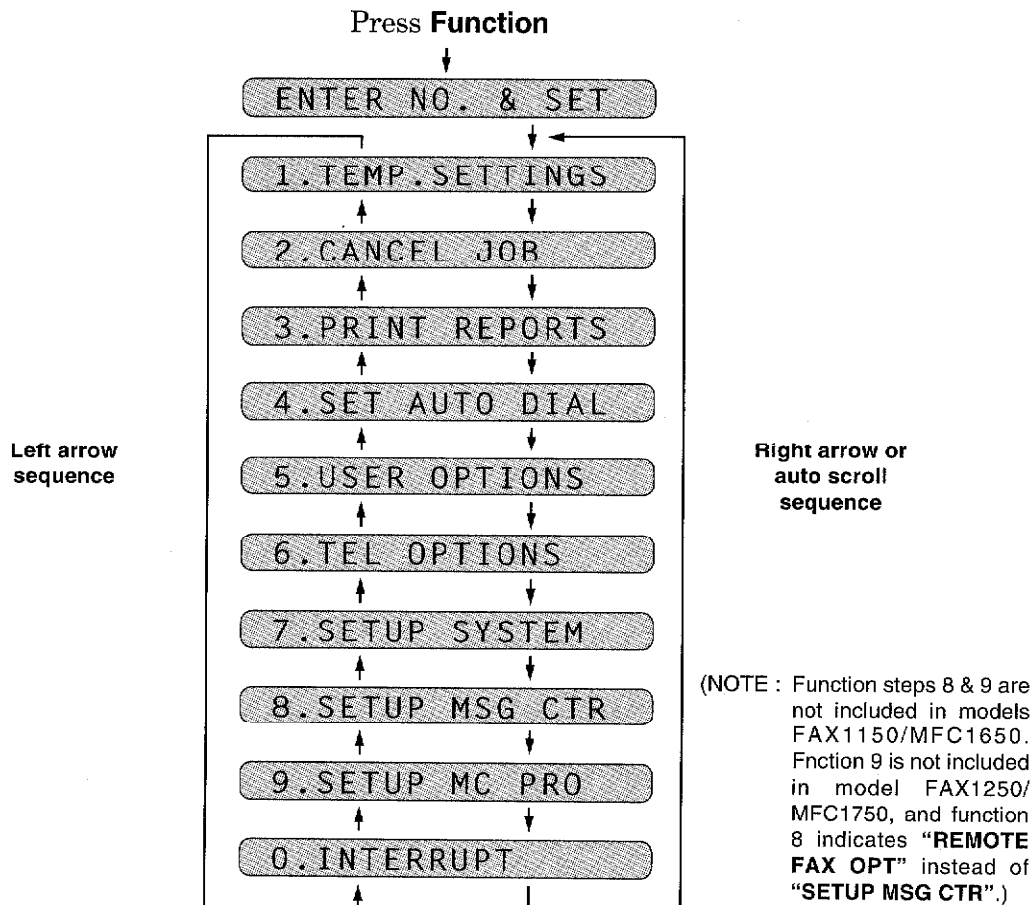 Press Function
ENTER NO. & SET
1.TEMP.SETTINGS
2.CANCEL JOB
3.PRINT REPORTS
4.SET AUTO DIAL
Left arrow
sequence
Right arrow or
auto scroll
sequence
5.USER OPTIONS
6.TEL OPTIONS
7.SETUP SYSTEM
8.SETUP MSG CTR
9.SETUP MC PRO
0.INTERRUPT
(NOTE : Function steps 8 & 9 are
not included in models
FAX1150/MFC1650.
Fnction 9 is not included
in model FAX1250/
MFC1750, and function
8 indicates “REMOTE
FAX OPT” instead of
“SETUP MSG CTR”.)